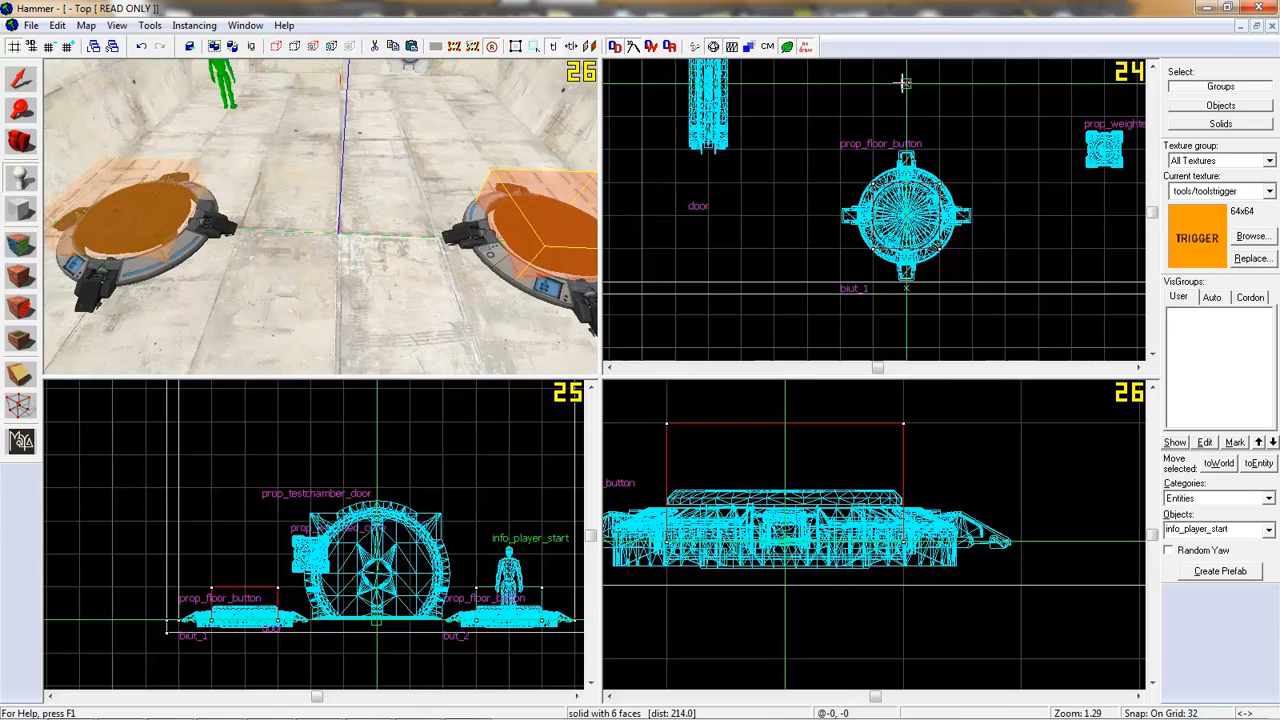 Hammer - [ - Top [ READ ONLY ]]
File Edit Map View Tools Instancing Window Help
CM
26
24
prop_floor_button
door
biut_1
25
prop_testchamber_door
info_player_start
prop_floor_button
biut_1
door
but_2
26
_button
Select:
Groups
Objects
Solids
Texture group:
All Textures
Current texture:
tools/toolstrigger
64x64
TRIGGER
Browse...
Replace...
VisGroups:
User Auto Cordon
Show Edit Mark
Move selected:
toWorld toEntity
Categories:
Entities
Objects:
info_player_start
Random Yaw
Create Prefab
MAYA
For Help, press F1
solid with 6 faces [dist: 214.0]
@-0, -0
Zoom: 1.29
Snap: On Grid: 32
<->